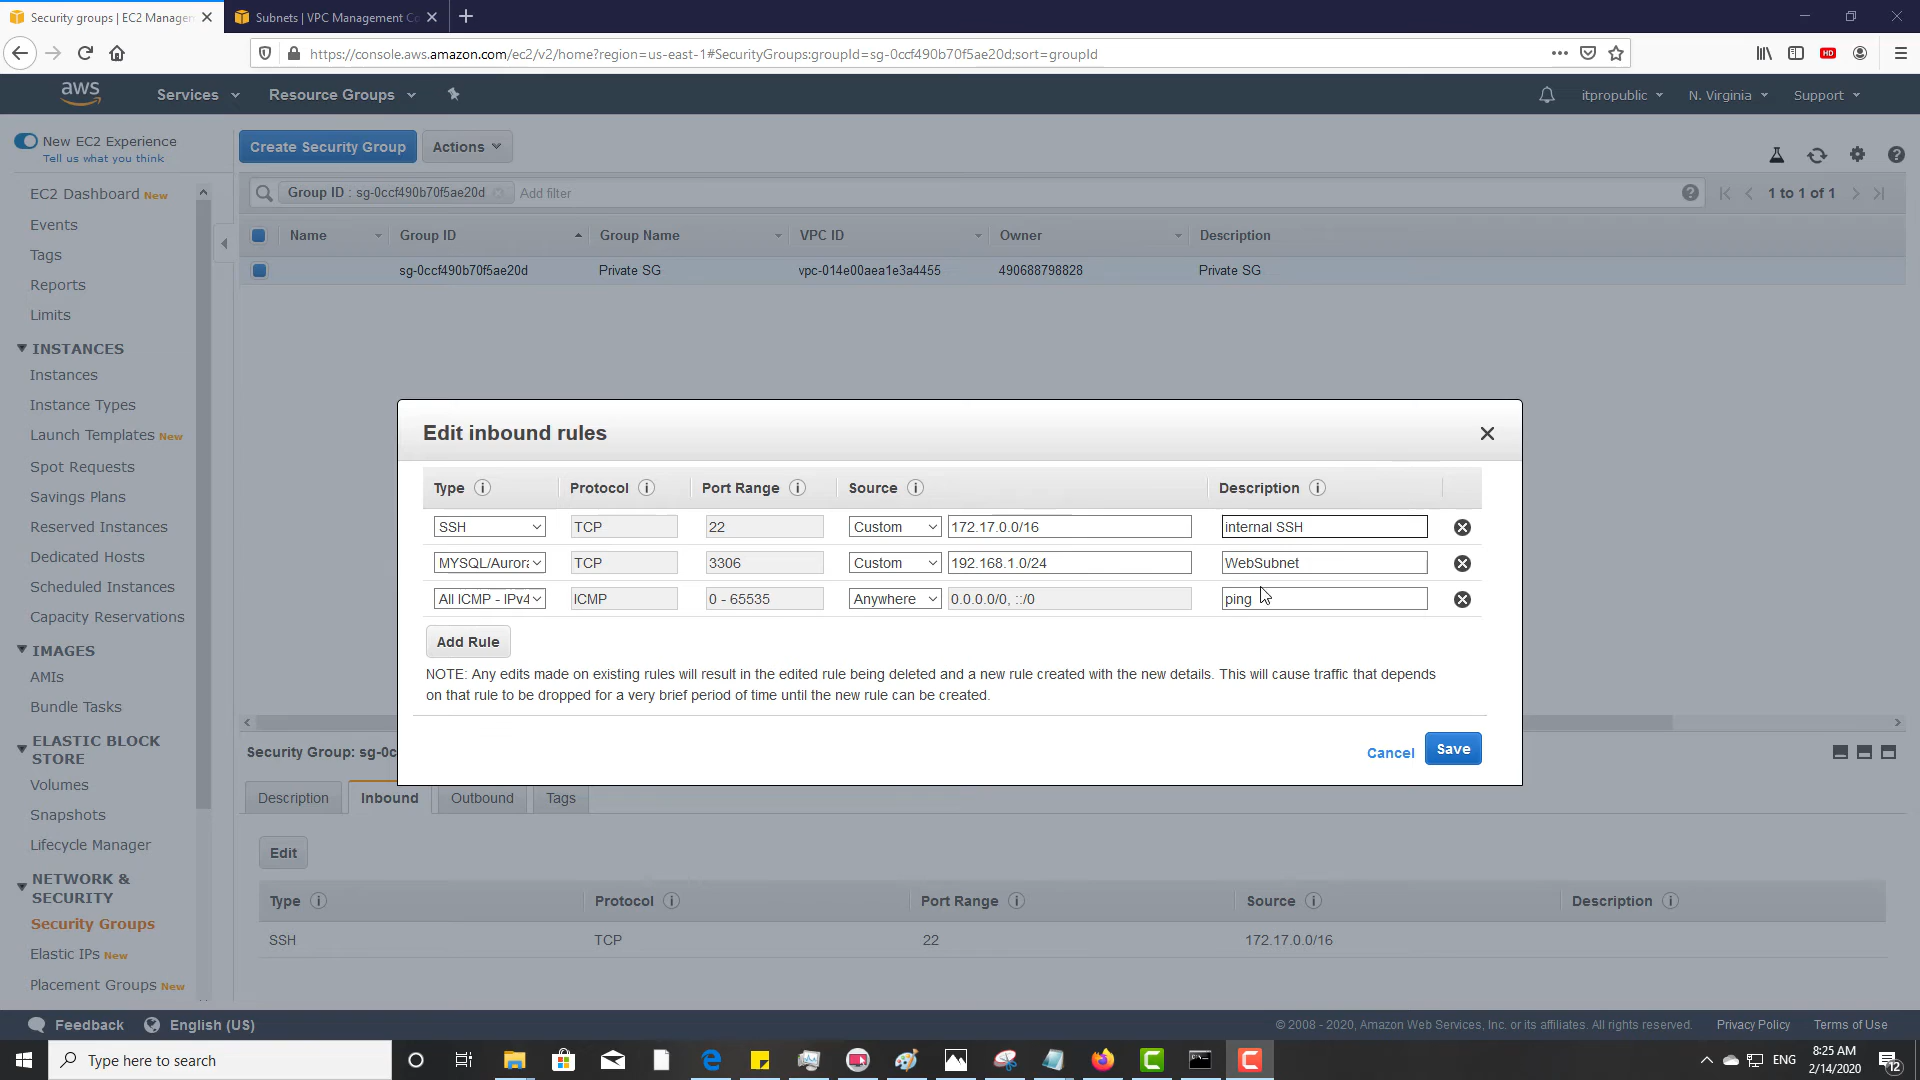 Security groups | EC2 Managen
Subnets | VPC Management Co
https://console.aws.amazon.com/ec2/v2/home?region=us-east-1#SecurityGroups:groupId=sg-0ccf490b70f5ae20d;sort=groupId
HD
aws
Services
Resource Groups
itpropublic
N. Virginia
Support
New EC2 Experience
Tell us what you think
Create Security Group
Actions
EC2 Dashboard New
Events
Tags
Reports
Limits
INSTANCES
Instances
Instance Types
Launch Templates New
Spot Requests
Savings Plans
Reserved Instances
Dedicated Hosts
Scheduled Instances
Capacity Reservations
IMAGES
AMIs
Bundle Tasks
ELASTIC BLOCK
STORE
Volumes
Snapshots
Lifecycle Manager
NETWORK &
SECURITY
Security Groups
Elastic IPs New
Placement Groups New
Group ID : sg-0ccf490b70f5ae20d
Add filter
1 to 1 of 1
Name Group ID Group Name VPC ID Owner Description
sg-0ccf490b70f5ae20d Private SG vpc-014e00aea1e3a4455 490688798828 Private SG
Edit inbound rules
Type Protocol Port Range Source Description
SSH TCP 22 Custom 172.17.0.0/16 internal SSH
MYSQL/Aurora TCP 3306 Custom 192.168.1.0/24 WebSubnet
All ICMP - IPv4 ICMP 0 - 65535 Anywhere 0.0.0.0/0, ::/0 ping
Add Rule
NOTE: Any edits made on existing rules will result in the edited rule being deleted and a new rule created with the new details. This will cause traffic that depends
on that rule to be dropped for a very brief period of time until the new rule can be created.
Cancel
Save
Security Group: sg-0c
Description
Inbound
Outbound
Tags
Edit
Type Protocol Port Range Source Description
SSH TCP 22 172.17.0.0/16
Feedback
English (US)
© 2008 - 2020, Amazon Web Services, Inc. or its affiliates. All rights reserved.
Privacy Policy
Terms of Use
Type here to search
ENG
8:25 AM
2/14/2020
12